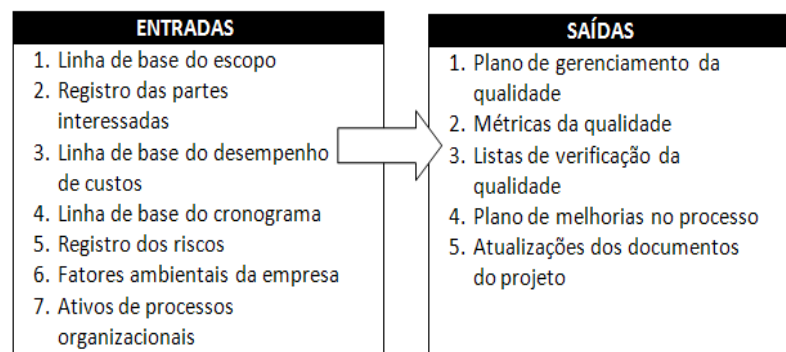 ENTRADAS
1. Linha de base do escopo
2. Registro das partes
interessadas
3. Linha de base do desempenho
de custos
4. Linha de base do cronograma
5. Registro dos riscos
6. Fatores ambientais da empresa
7. Ativos de processos
organizacionais
SAÍDAS
1. Plano de gerenciamento da
qualidade
2. Métricas da qualidade
3. Listas de verificação da
qualidade
4. Plano de melhorias no processo
5. Atualizações dos documentos
do projeto